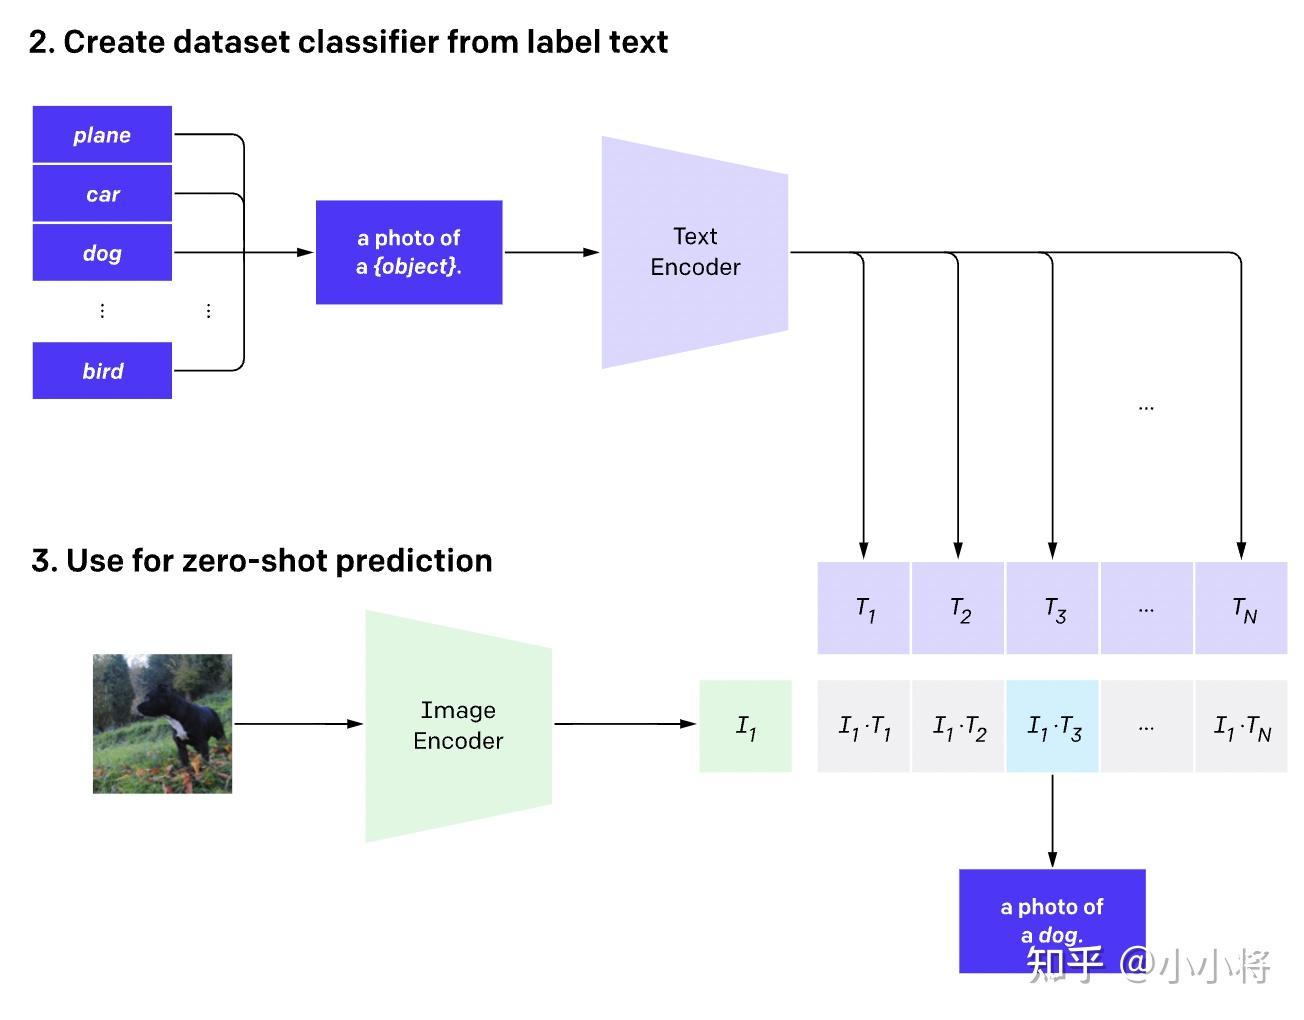 2. Create dataset classifier from label text
plane
car
dog
⋮
⋮
bird
a photo of
a {object}.
Text
Encoder
...
3. Use for zero-shot prediction
Image
Encoder
T1
T2
T3
...
TN
I1
I1·T1
I1·T2
I1·T3
...
I1·TN
a photo of
a dog.
知乎 @小小将